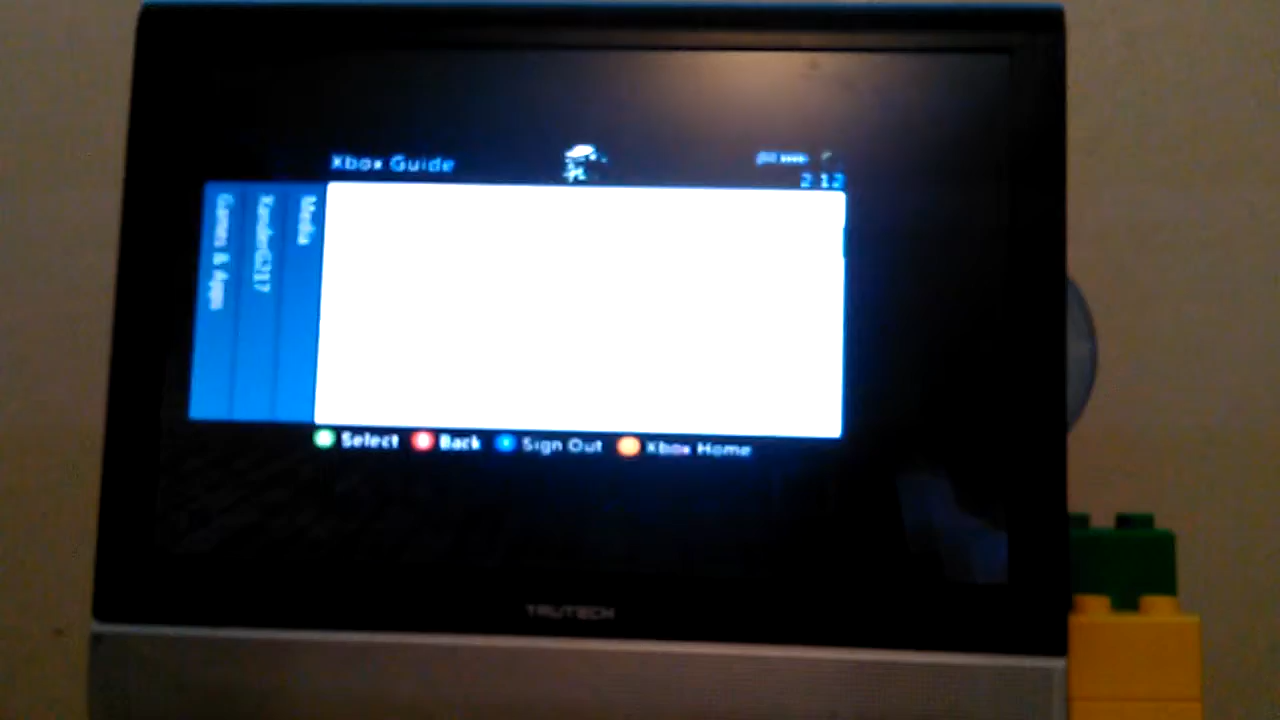 Xbox Guide
2:12
Games & Apps
Media
Select Back Sign Out Xbox Home
TRUTECH